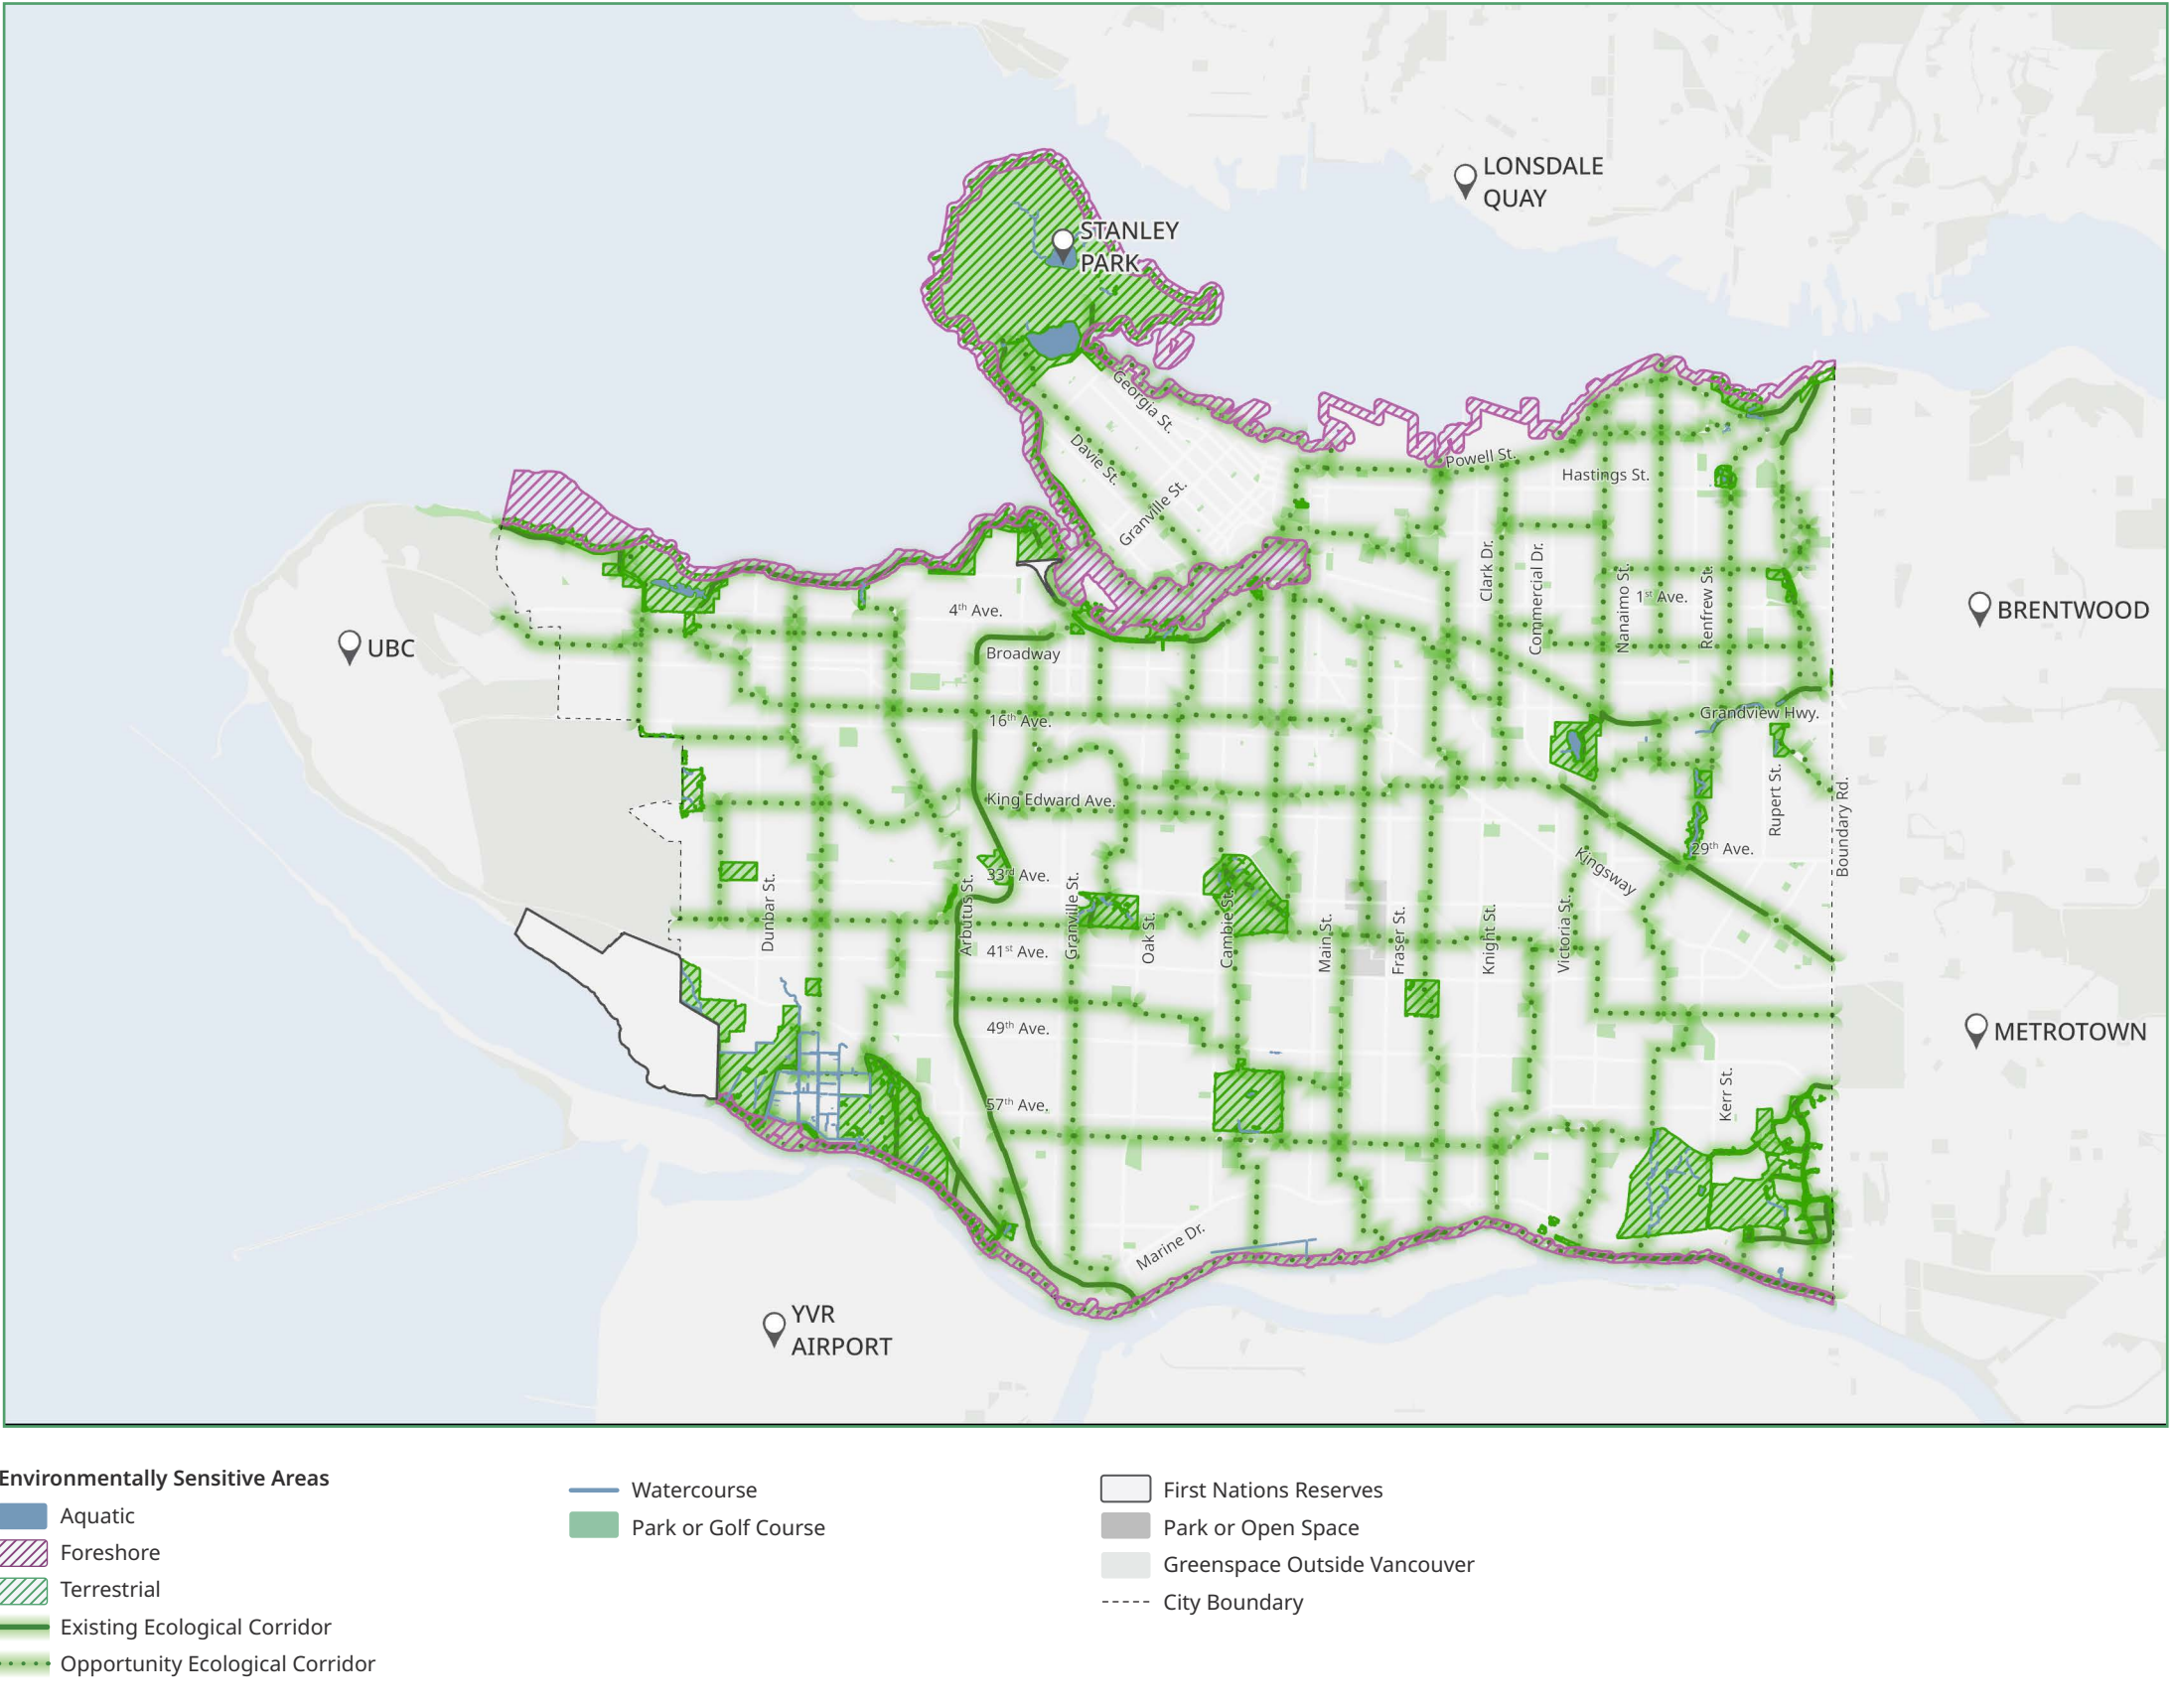 LONSDALE
QUAY
STANLEY
PARK
Georgia St.
Davie St.
Granville St.
Powell St.
Hastings St.
Clark Dr.
Commercial Dr.
Nanaimo St.
1st Ave.
Renfrew St.
BRENTWOOD
4th Ave.
UBC
Broadway
16th Ave.
Grandview Hwy.
King Edward Ave.
Rupert St.
Boundary Rd.
29th Ave.
Kingsway
33rd Ave.
Dunbar St.
Arbutus St.
Granville St.
Oak St.
Cambie St.
Main St.
Fraser St.
Knight St.
Victoria St.
41st Ave.
49th Ave.
METROTOWN
57th Ave.
Kerr St.
Marine Dr.
YVR
AIRPORT
Environmentally Sensitive Areas
Aquatic
Foreshore
Terrestrial
Existing Ecological Corridor
Opportunity Ecological Corridor
Watercourse
Park or Golf Course
First Nations Reserves
Park or Open Space
Greenspace Outside Vancouver
City Boundary